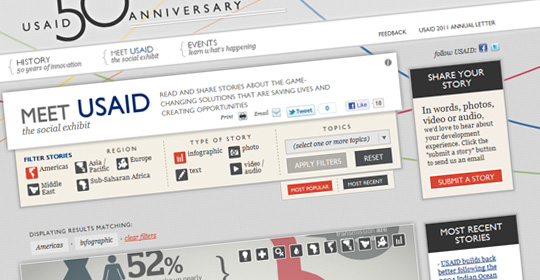 USAID 50 ANNIVERSARY
FEEDBACK USAID 2011 ANNUAL LETTER
HISTORY
50 years of innovation
MEET USAID
the social exhibit
EVENTS
learn what's happening
follow USAID:
MEET USAID
the social exhibit
READ AND SHARE STORIES ABOUT THE GAME-
CHANGING SOLUTIONS THAT ARE SAVING LIVES AND
CREATING OPPORTUNITIES
Print Email Tweet 0 Like 18
FILTER STORIES
REGION
Americas
Asia / Pacific
Europe
Middle East
Sub-Saharan Africa
TYPE OF STORY
infographic
photo
text
video / audio
TOPICS
(select one or more topics)
APPLY FILTERS
RESET
MOST POPULAR
MOST RECENT
SHARE YOUR
STORY
In words, photos,
video or audio,
we'd love to hear about
your development
experience. Click the
"submit a story" button
to send us an email
SUBMIT A STORY
DISPLAYING RESULTS MATCHING:
Americas infographic clear filters
52%
MOST RECENT
STORIES
USAID builds back
better following the
2004 Indian Ocean